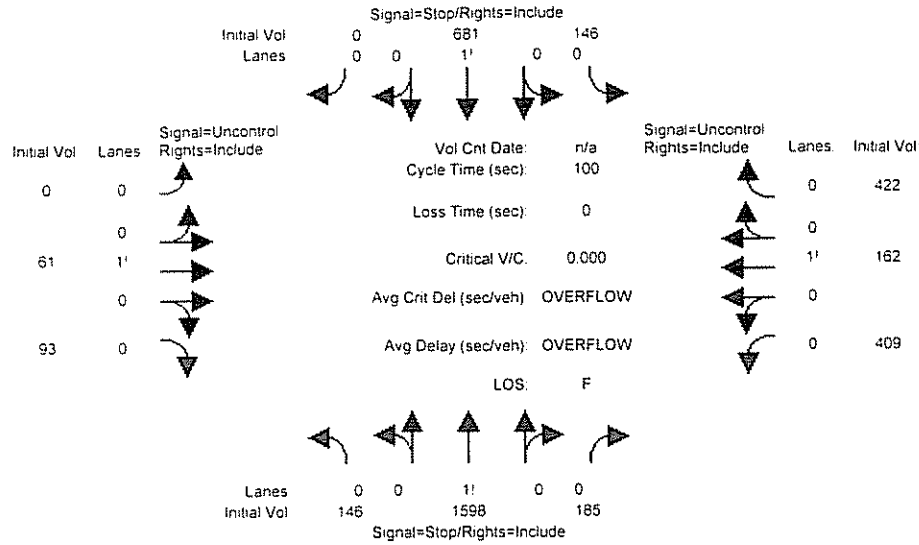 Signal=Stop/Rights=Include
Initial Vol 0 681 146
Lanes 0 0 1! 0 0
Signal=Uncontrol
Rights=Include
Initial Vol Lanes
Vol Cnt Date: n/a
Signal=Uncontrol
Rights=Include
Lanes: Initial Vol
Cycle Time (sec): 100
0 0
0 422
Loss Time (sec): 0
0
0
61 1!
Critical V/C: 0.000
1! 162
0
Avg Crit Del (sec/veh) OVERFLOW
0
93 0
Avg Delay (sec/veh): OVERFLOW
0 409
LOS: F
Lanes 0 0 1! 0 0
Initial Vol 146 1598 185
Signal=Stop/Rights=Include